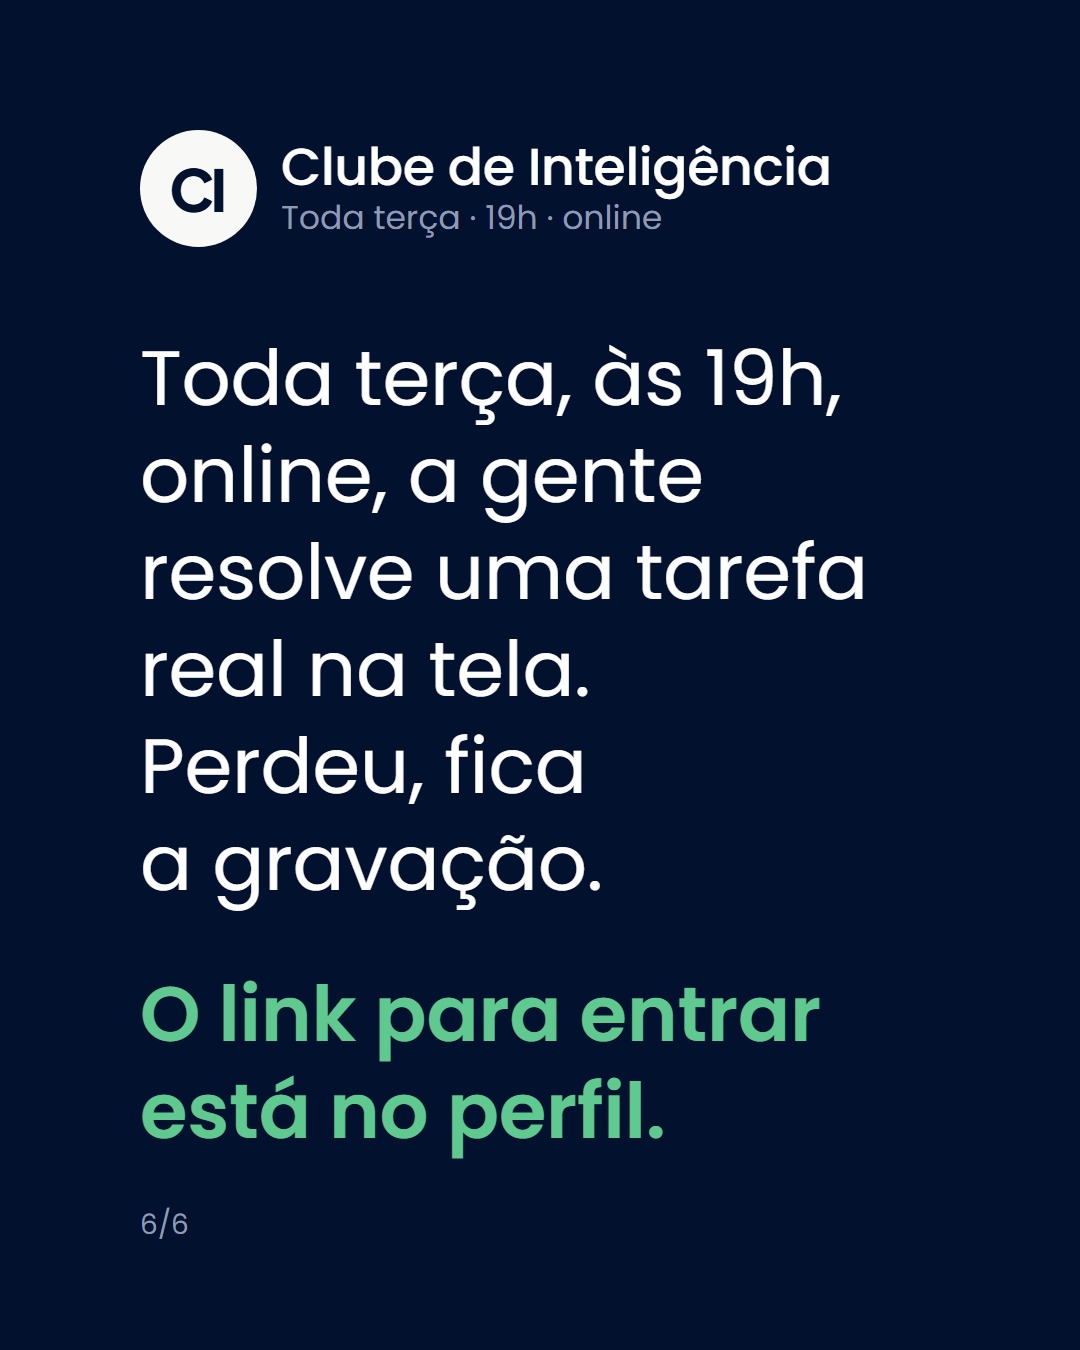 CI
Clube de Inteligência
Toda terça · 19h · online
Toda terça, às 19h,
online, a gente
resolve uma tarefa
real na tela.
Perdeu, fica
a gravação.
O link para entrar
está no perfil.
6/6